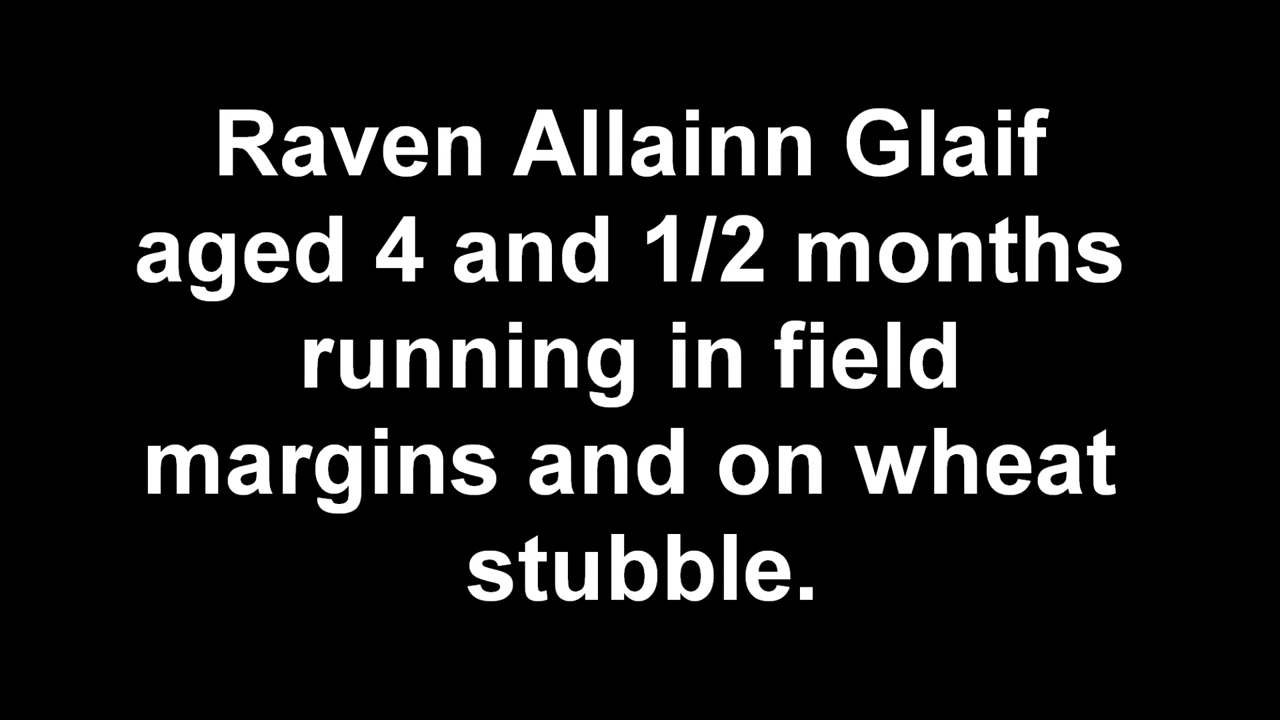 Raven Allainn Glaif
aged 4 and 1/2 months
running in field
margins and on wheat
stubble.